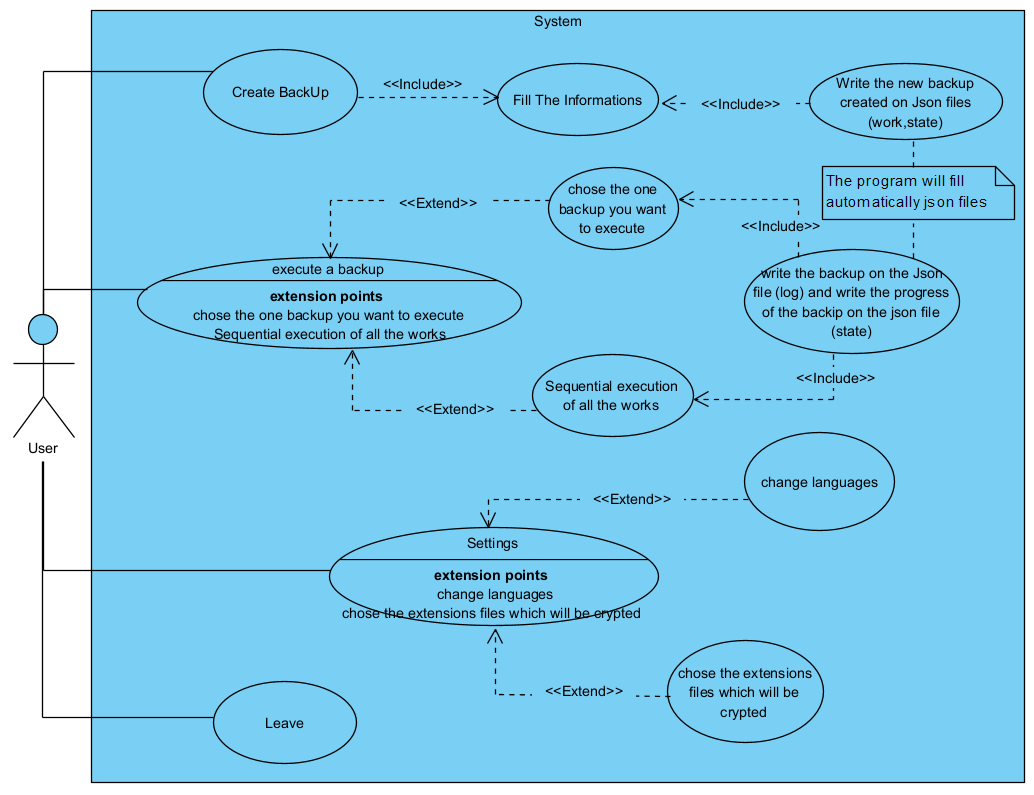 System
Create BackUp
<<Include>>
Fill The Informations
<<Include>>
Write the new backup
created on Json files
(work,state)
The program will fill
automatically json files
chose the one
backup you want
to execute
<<Extend>>
<<Include>>
execute a backup
extension points
chose the one backup you want to execute
Sequential execution of all the works
write the backup on the Json
file (log) and write the progress
of the backip on the json file
(state)
<<Include>>
Sequential execution
of all the works
<<Extend>>
User
change languages
<<Extend>>
Settings
extension points
change languages
chose the extensions files which will be crypted
<<Extend>>
chose the extensions
files which will be
crypted
Leave